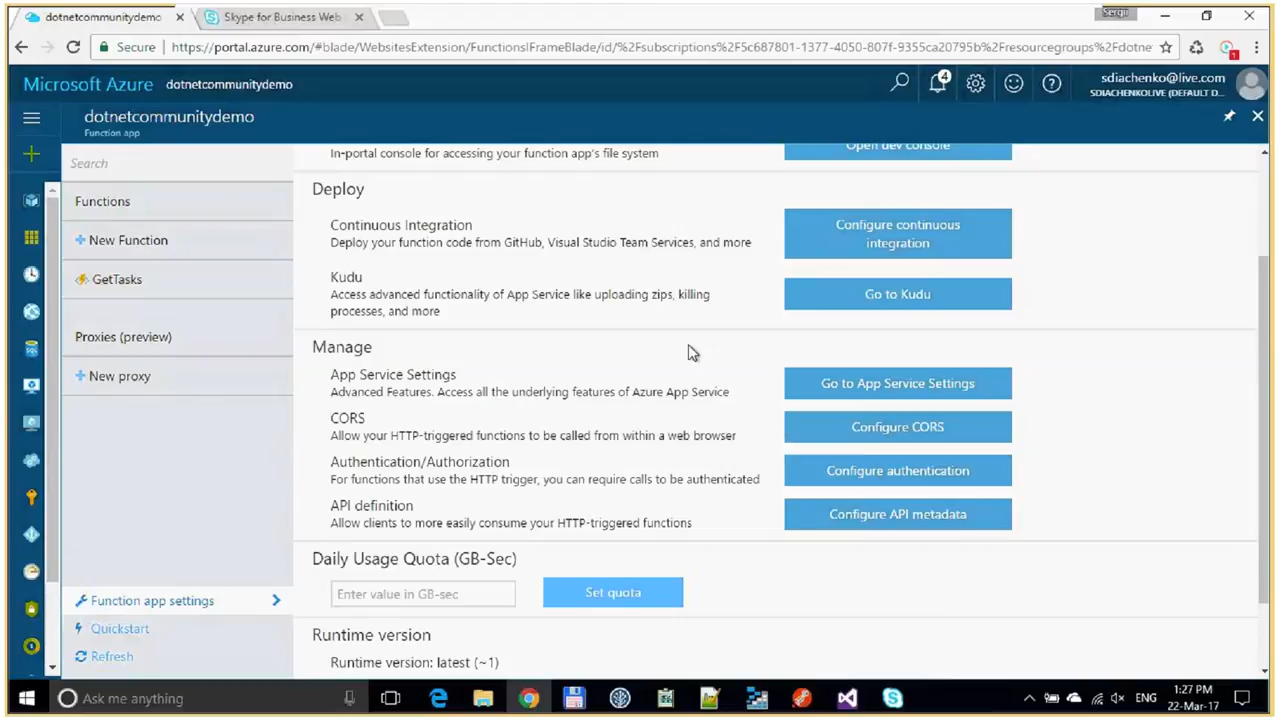 dotnetcommunitydemo
Skype for Business Web
Sergii
Secure
https://portal.azure.com/#blade/WebsitesExtension/FunctionsIFrameBlade/id/%2Fsubscriptions%2F5c687801-1377-4050-807f-9355ca20795b%2Fresourcegroups%2Fdotne
1
Microsoft Azure dotnetcommunitydemo
4
sdiachenko@live.com
SDIACHENKOLIVE (DEFAULT D...
dotnetcommunitydemo
Function app
Search
Functions
New Function
GetTasks
Proxies (preview)
New proxy
Function app settings
Quickstart
Refresh
In-portal console for accessing your function app's file system
Open dev console
Deploy
Continuous Integration
Deploy your function code from GitHub, Visual Studio Team Services, and more
Configure continuous
integration
Kudu
Access advanced functionality of App Service like uploading zips, killing
processes, and more
Go to Kudu
Manage
App Service Settings
Advanced Features. Access all the underlying features of Azure App Service
Go to App Service Settings
CORS
Allow your HTTP-triggered functions to be called from within a web browser
Configure CORS
Authentication/Authorization
For functions that use the HTTP trigger, you can require calls to be authenticated
Configure authentication
API definition
Allow clients to more easily consume your HTTP-triggered functions
Configure API metadata
Daily Usage Quota (GB-Sec)
Enter value in GB-sec
Set quota
Runtime version
Runtime version: latest (~1)
Ask me anything
ENG
1:27 PM
22-Mar-17